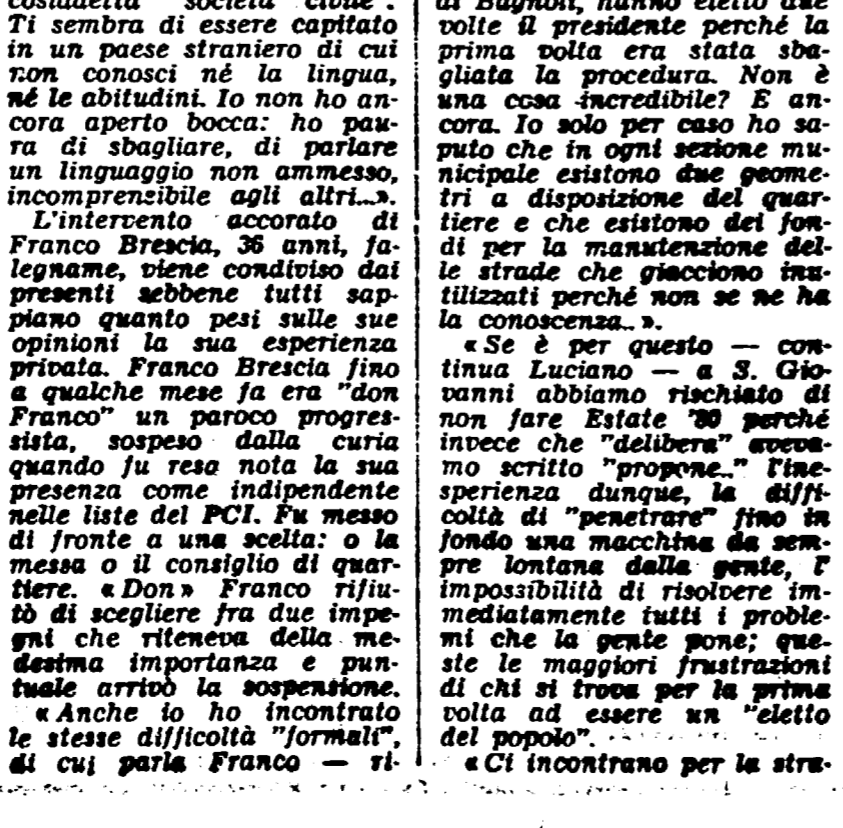 cosiddetta "società civile".
Ti sembra di essere capitato
in un paese straniero di cui
non conosci né la lingua,
né le abitudini. Io non ho an-
cora aperto bocca: ho pau-
ra di sbagliare, di parlare
un linguaggio non ammesso,
incomprensibile agli altri...».
L'intervento accorato di
Franco Brescia, 36 anni, fa-
legname, viene condiviso dai
presenti sebbene tutti sap-
piano quanto pesi sulle sue
opinioni la sua esperienza
privata. Franco Brescia fino
a qualche mese fa era "don
Franco" un paroco progres-
sista, sospeso dalla curia
quando fu resa nota la sua
presenza come indipendente
nelle liste del PCI. Fu messo
di fronte a una scelta: o la
messa o il consiglio di quar-
tiere. «Don» Franco rifiu-
tò di scegliere fra due impe-
gni che riteneva della me-
desima importanza e pun-
tuale arrivò la sospensione.
«Anche io ho incontrato
le stesse difficoltà "formali",
di cui parla Franco — ri-
di Bagnoli, hanno eletto due
volte il presidente perché la
prima volta era stata sba-
gliata la procedura. Non è
una cosa incredibile? E an-
cora. Io solo per caso ho sa-
puto che in ogni sezione mu-
nicipale esistono due geome-
tri a disposizione del quar-
tiere e che esistono dei fon-
di per la manutenzione del-
le strade che giacciono inu-
tilizzati perché non se ne ha
la conoscenza..».
«Se è per questo — con-
tinua Luciano — a S. Gio-
vanni abbiamo rischiato di
non fare Estate '80 perché
invece che "delibera" aveva-
mo scritto "propone.." l'ine-
sperienza dunque, la diffi-
coltà di "penetrare" fino in
fondo una macchina da sem-
pre lontana dalla gente, l'
impossibilità di risolvere im-
mediatamente tutti i proble-
mi che la gente pone; que-
ste le maggiori frustrazioni
di chi si trova per la prima
volta ad essere un "eletto
del popolo".
«Ci incontrano per la stra-